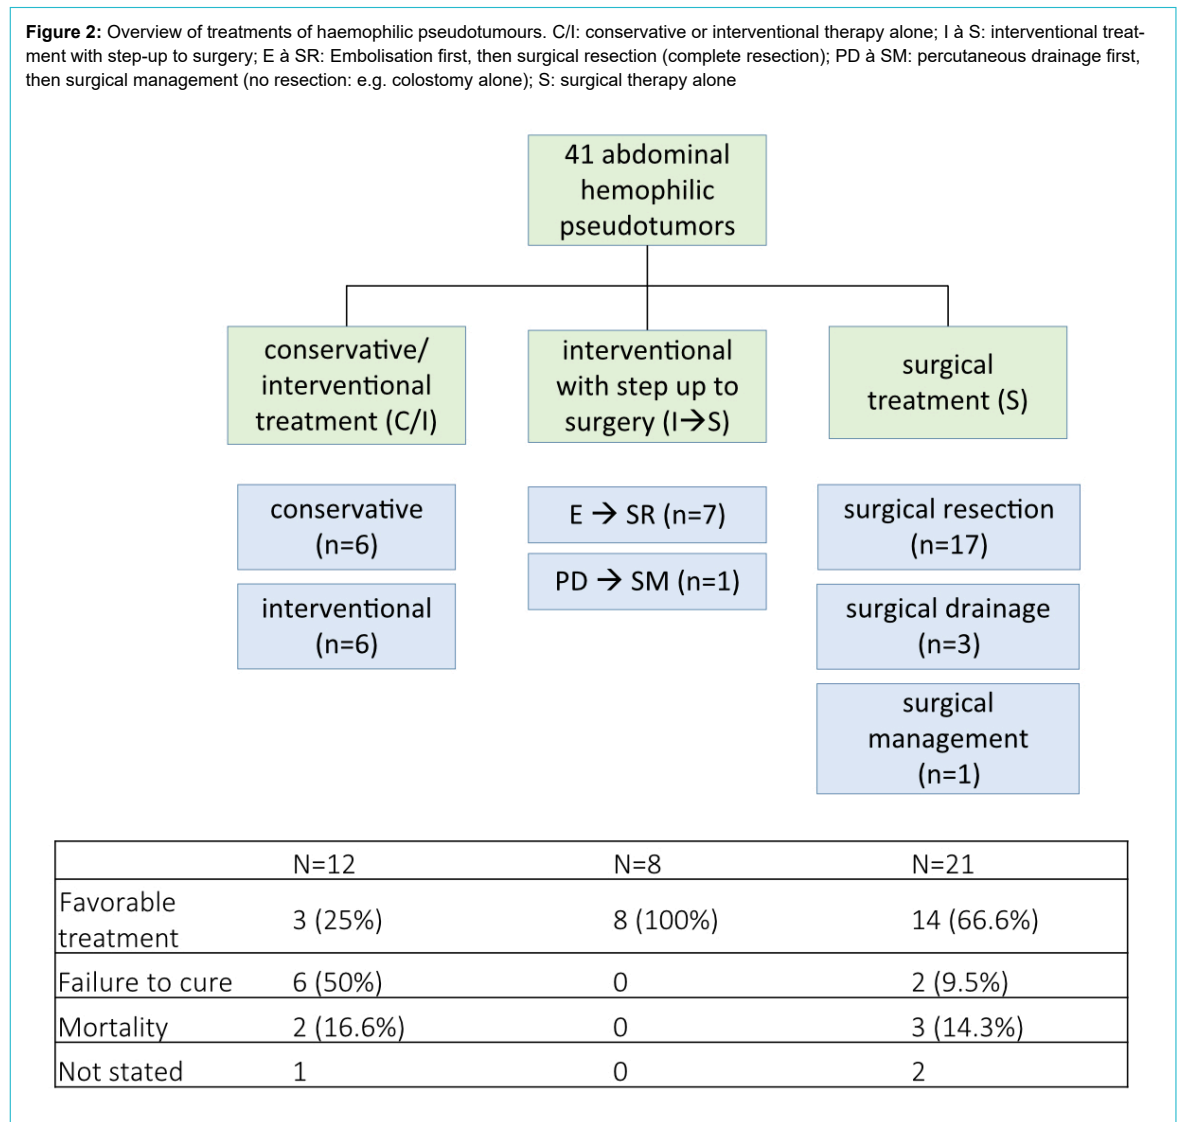 Figure 2: Overview of treatments of haemophilic pseudotumours. C/I: conservative or interventional therapy alone; I à S: interventional treat-
ment with step-up to surgery; E à SR: Embolisation first, then surgical resection (complete resection); PD à SM: percutaneous drainage first,
then surgical management (no resection: e.g. colostomy alone); S: surgical therapy alone
41 abdominal
hemophilic
pseudotumors
conservative/
interventional
treatment (C/I)
interventional
with step up to
surgery (I→S)
surgical
treatment (S)
conservative
(n=6)
interventional
(n=6)
E → SR (n=7)
PD → SM (n=1)
surgical resection
(n=17)
surgical drainage
(n=3)
surgical
management
(n=1)
N=12 N=8 N=21
Favorable
treatment 3 (25%) 8 (100%) 14 (66.6%)
Failure to cure 6 (50%) 0 2 (9.5%)
Mortality 2 (16.6%) 0 3 (14.3%)
Not stated 1 0 2